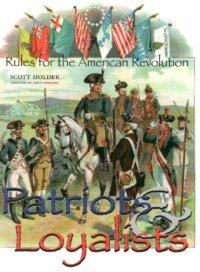 Rules for the American Revolution
SCOTT HOLDER
Patriots &
Loyalists